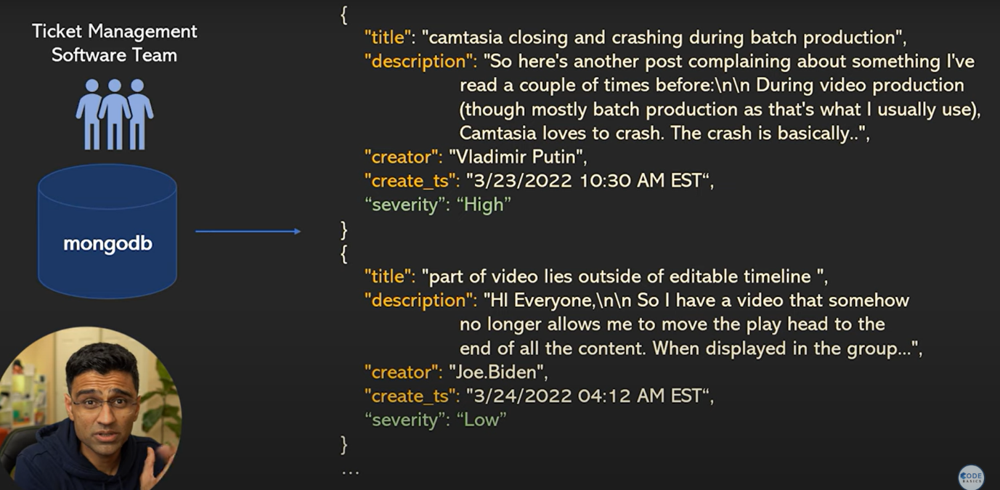 Ticket Management
Software Team
mongodb
{
"title": "camtasia closing and crashing during batch production",
"description": "So here's another post complaining about something I've
read a couple of times before:\n\n During video production
(though mostly batch production as that's what I usually use),
Camtasia loves to crash. The crash is basically..",
"creator": "Vladimir Putin",
"create_ts": "3/23/2022 10:30 AM EST“,
“severity”: “High”
}
{
"title": "part of video lies outside of editable timeline ",
"description": "HI Everyone,\n\n So I have a video that somehow
no longer allows me to move the play head to the
end of all the content. When displayed in the group...",
"creator": "Joe.Biden",
"create_ts": "3/24/2022 04:12 AM EST“,
“severity”: “Low”
}
...
CODE
BASICS